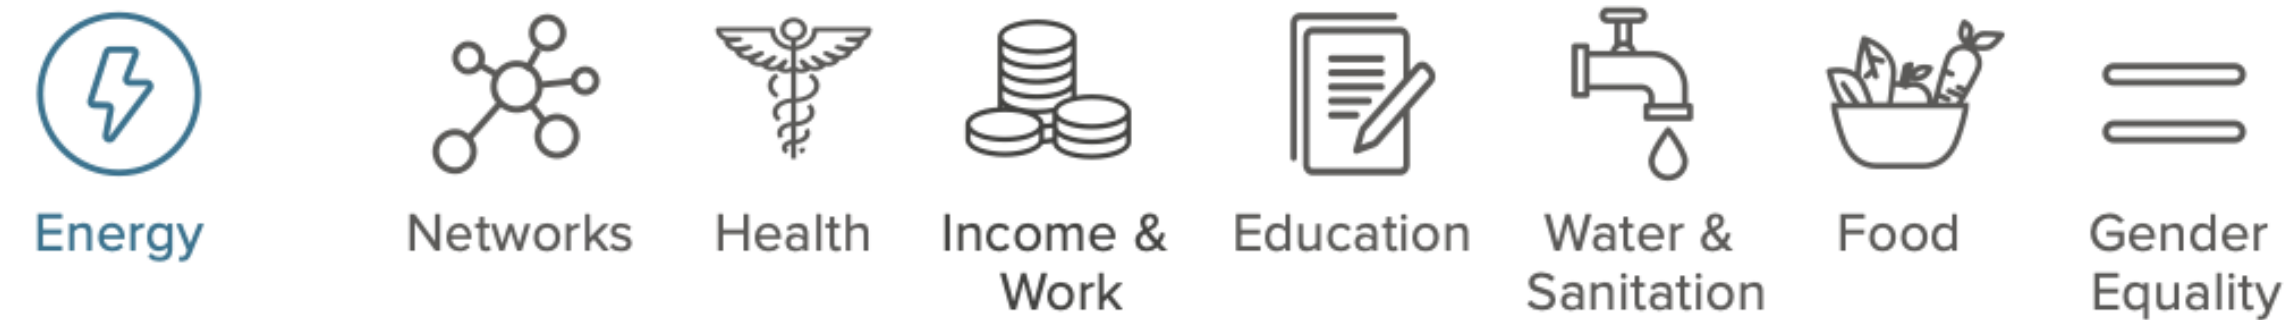 Energy
Networks
Health
Income &
Work
Education
Water &
Sanitation
Food
Gender
Equality